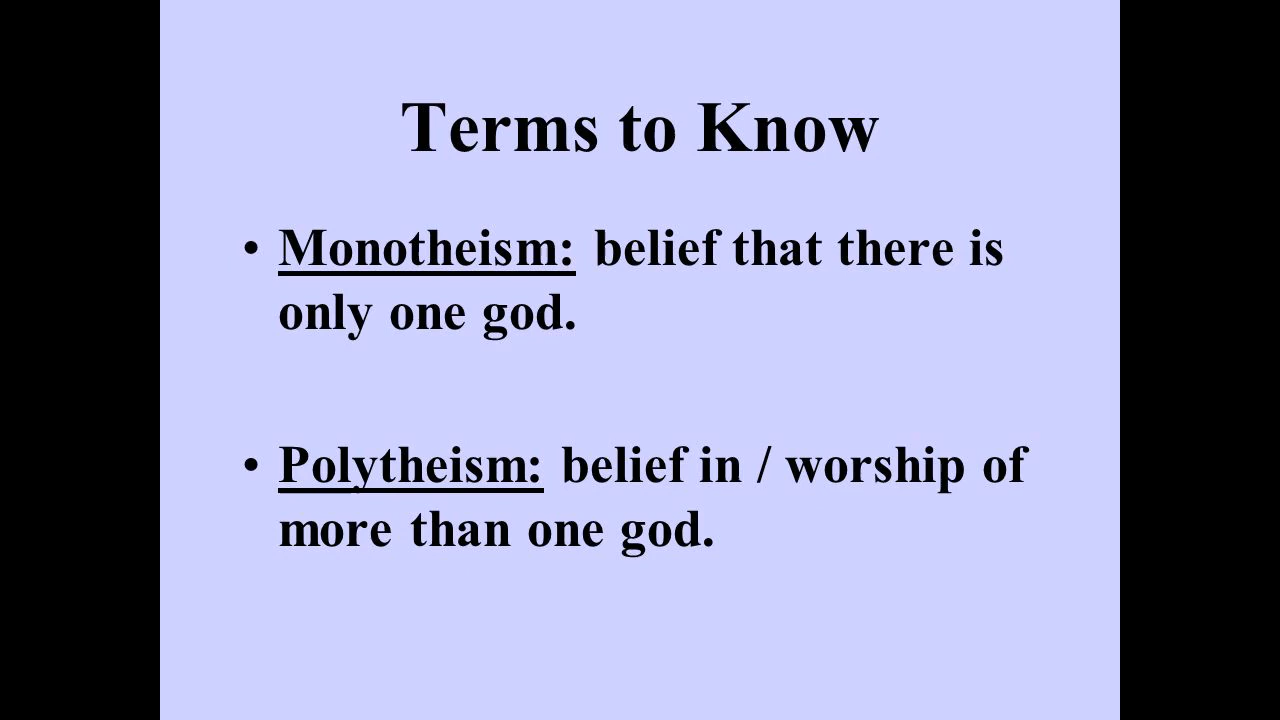 Terms to Know
• Monotheism: belief that there is
only one god.
• Polytheism: belief in / worship of
more than one god.